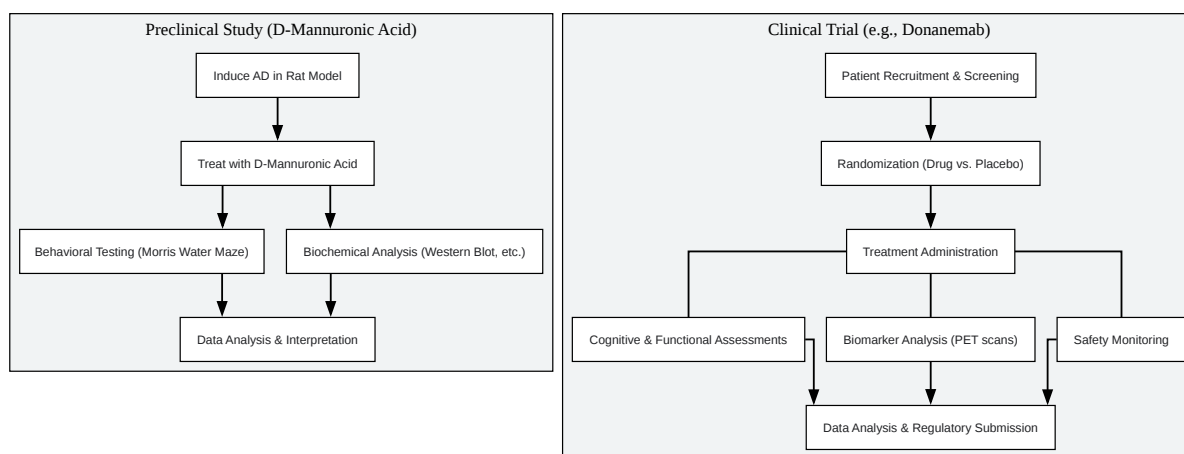 Preclinical Study (D-Mannuronic Acid)
Induce AD in Rat Model
Treat with D-Mannuronic Acid
Behavioral Testing (Morris Water Maze)
Biochemical Analysis (Western Blot, etc.)
Data Analysis & Interpretation
Clinical Trial (e.g., Donanemab)
Patient Recruitment & Screening
Randomization (Drug vs. Placebo)
Treatment Administration
Cognitive & Functional Assessments
Biomarker Analysis (PET scans)
Safety Monitoring
Data Analysis & Regulatory Submission